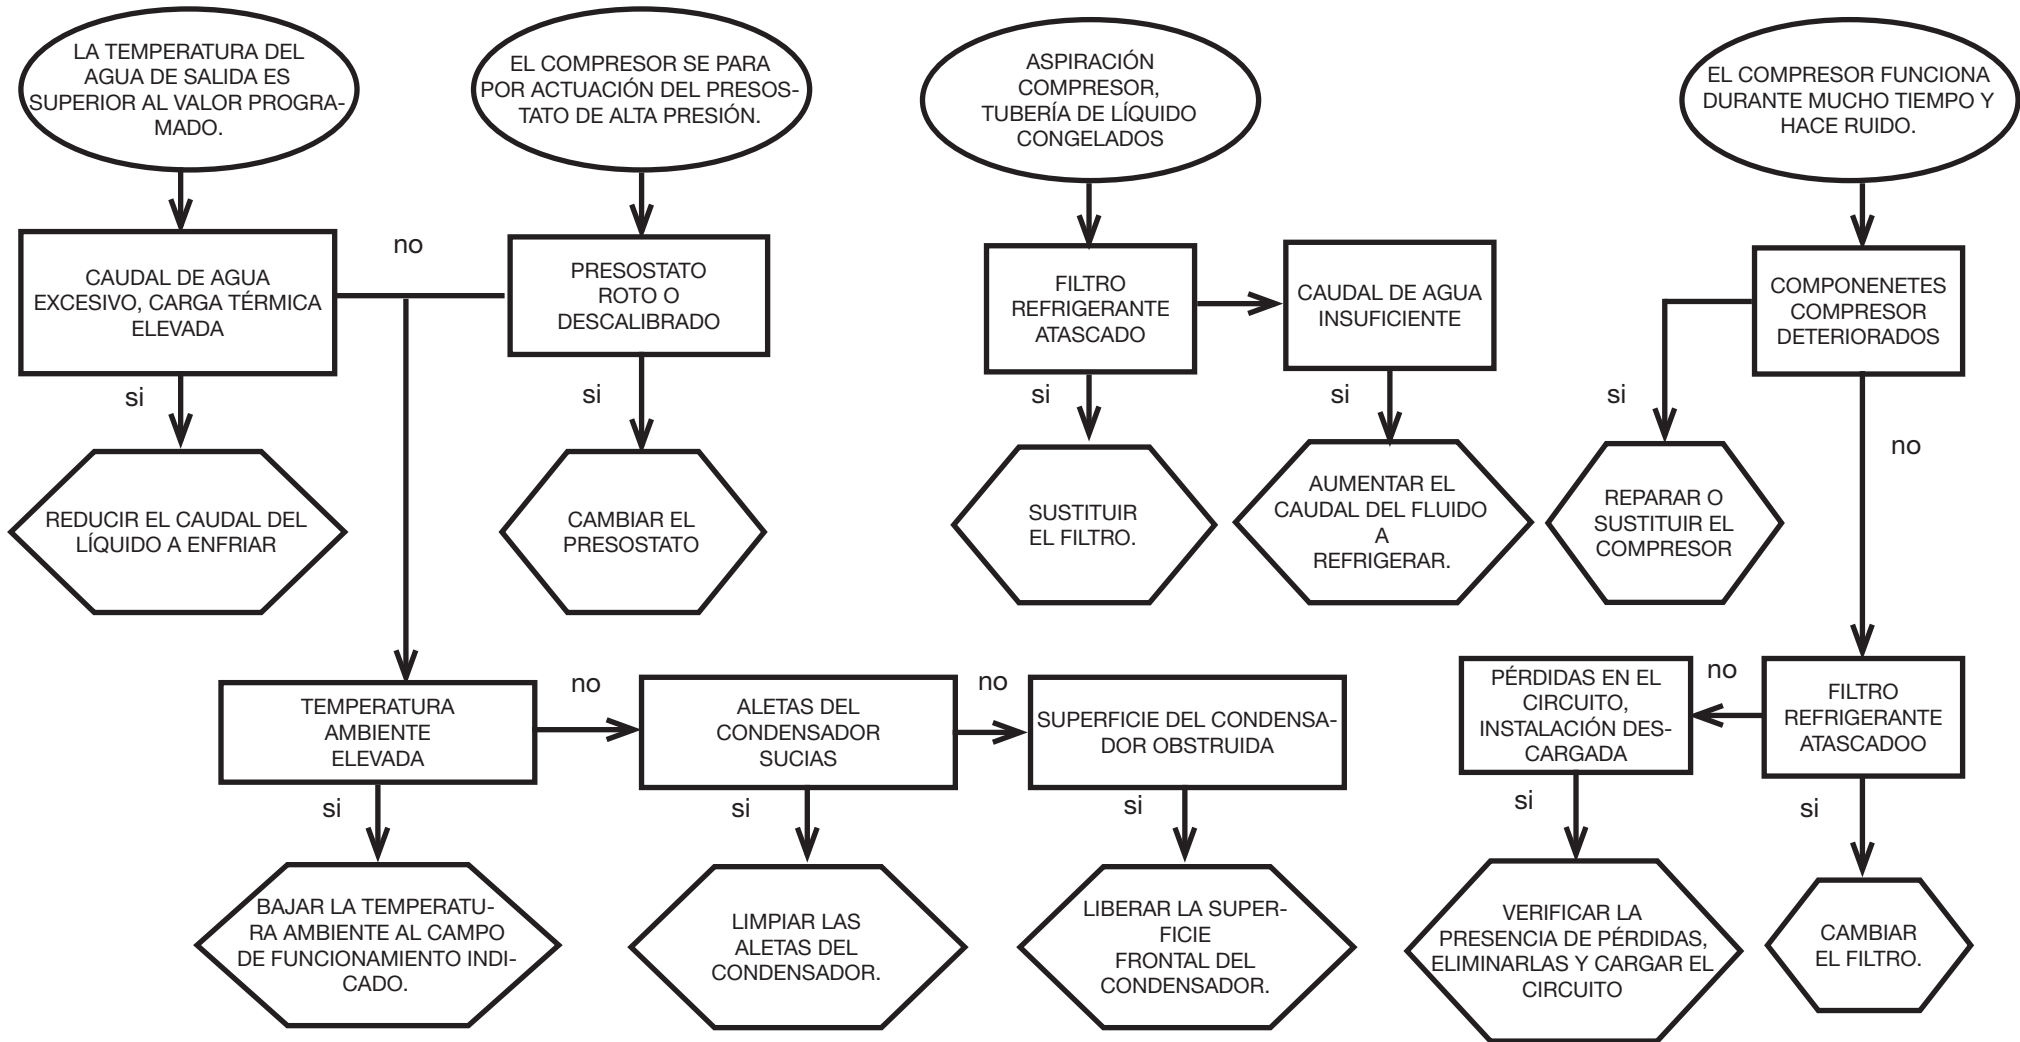 LA TEMPERATURA DEL
AGUA DE SALIDA ES
SUPERIOR AL VALOR PROGRA-
MADO.
EL COMPRESOR SE PARA
POR ACTUACIÓN DEL PRESOS-
TATO DE ALTA PRESIÓN.
ASPIRACIÓN
COMPRESOR,
TUBERÍA DE LÍQUIDO
CONGELADOS
EL COMPRESOR FUNCIONA
DURANTE MUCHO TIEMPO Y
HACE RUIDO.
CAUDAL DE AGUA
EXCESIVO, CARGA TÉRMICA
ELEVADA
no
PRESOSTATO
ROTO O
DESCALIBRADO
FILTRO
REFRIGERANTE
ATASCADO
CAUDAL DE AGUA
INSUFICIENTE
COMPONENETES
COMPRESOR
DETERIORADOS
si
si
si
si
si
no
REDUCIR EL CAUDAL DEL
LÍQUIDO A ENFRIAR
CAMBIAR EL
PRESOSTATO
SUSTITUIR
EL FILTRO.
AUMENTAR EL
CAUDAL DEL FLUIDO
A
REFRIGERAR.
REPARAR O
SUSTITUIR EL
COMPRESOR
TEMPERATURA
AMBIENTE
ELEVADA
no
ALETAS DEL
CONDENSADOR
SUCIAS
no
SUPERFICIE DEL CONDENSA-
DOR OBSTRUIDA
PÉRDIDAS EN EL
CIRCUITO,
INSTALACIÓN DES-
CARGADA
no
FILTRO
REFRIGERANTE
ATASCADOO
si
si
si
si
si
BAJAR LA TEMPERATU-
RA AMBIENTE AL CAMPO
DE FUNCIONAMIENTO INDI-
CADO.
LIMPIAR LAS
ALETAS DEL
CONDENSADOR.
LIBERAR LA SUPER-
FICIE
FRONTAL DEL
CONDENSADOR.
VERIFICAR LA
PRESENCIA DE PÉRDIDAS,
ELIMINARLAS Y CARGAR EL
CIRCUITO
CAMBIAR
EL FILTRO.